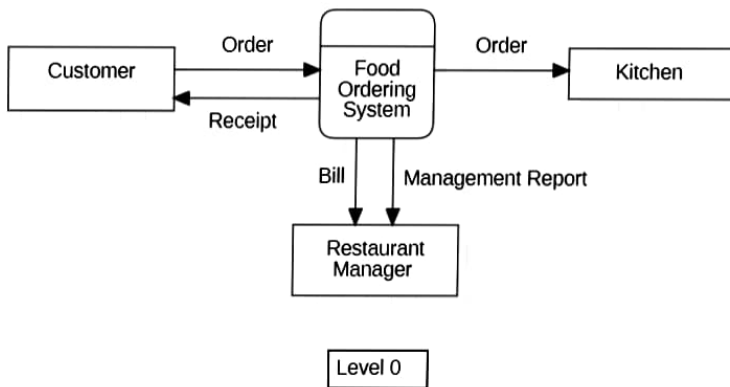 Order
Order
Customer
Food
Ordering
System
Kitchen
Receipt
Bill
Management Report
Restaurant
Manager
Level 0